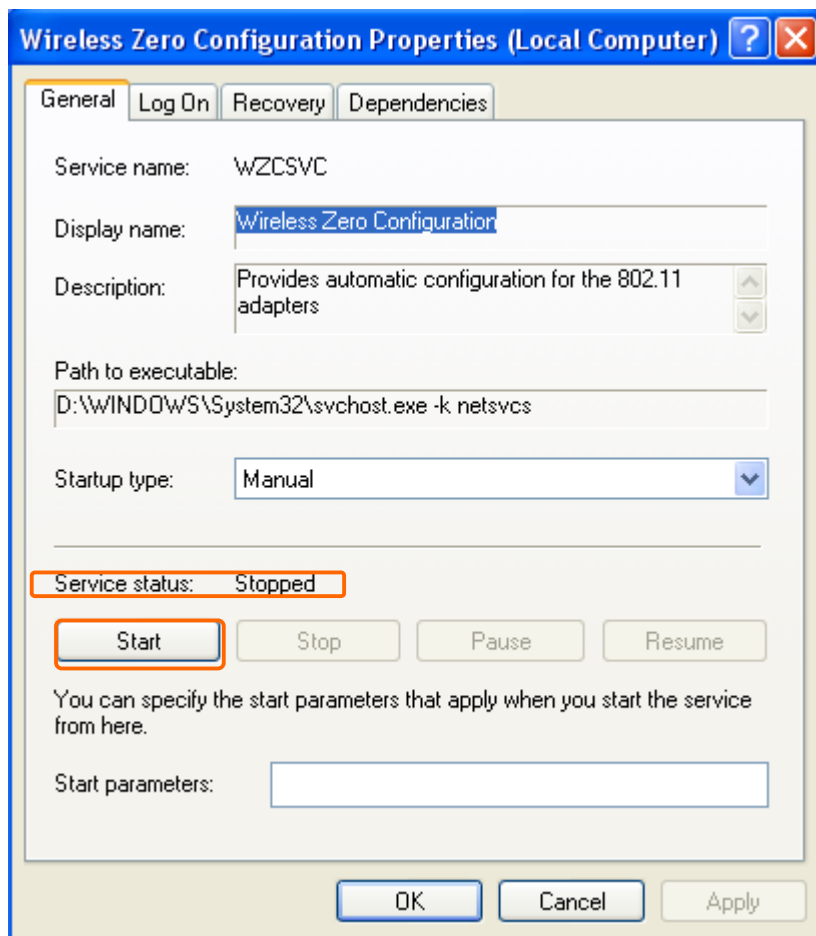 Wireless Zero Configuration Properties (Local Computer)
General Log On Recovery Dependencies
Service name: WZCSVC
Display name: Wireless Zero Configuration
Description: Provides automatic configuration for the 802.11
adapters
Path to executable:
D:\WINDOWS\System32\svchost.exe -k netsvcs
Startup type: Manual
Service status: Stopped
Start Stop Pause Resume
You can specify the start parameters that apply when you start the service
from here.
Start parameters:
OK Cancel Apply